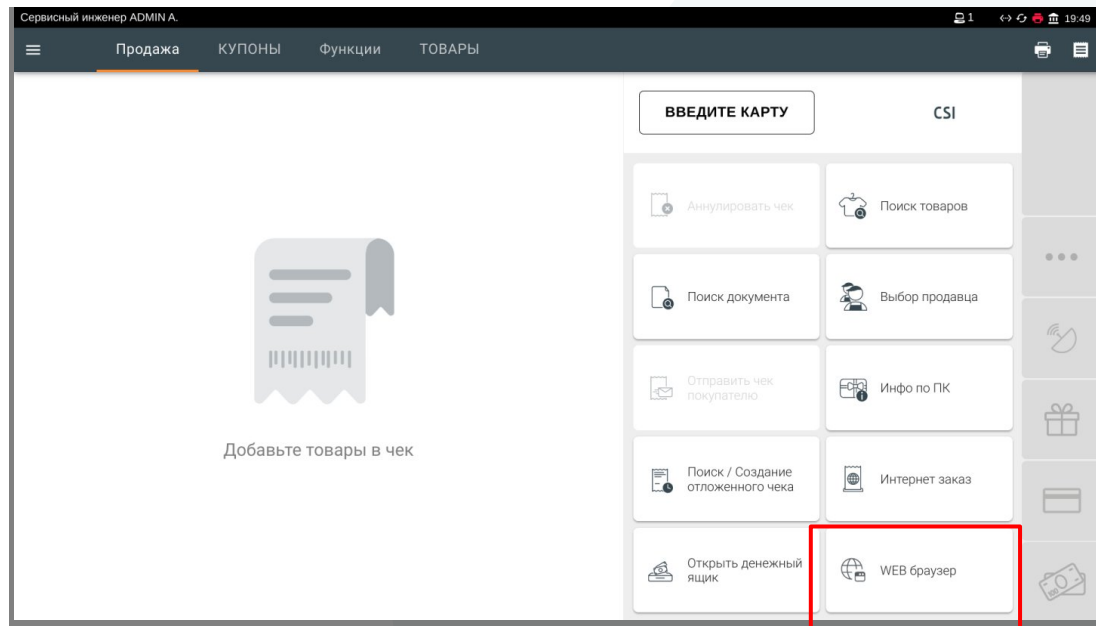 Сервисный инженер ADMIN A.
1
19:49
Продажа
КУПОНЫ
Функции
ТОВАРЫ
ВВЕДИТЕ КАРТУ
CSI
Аннулировать чек
Поиск товаров
Поиск документа
Выбор продавца
Отправить чек
покупателю
Инфо по ПК
Добавьте товары в чек
Поиск / Создание
отложенного чека
Интернет заказ
Открыть денежный
ящик
WEB браузер
100